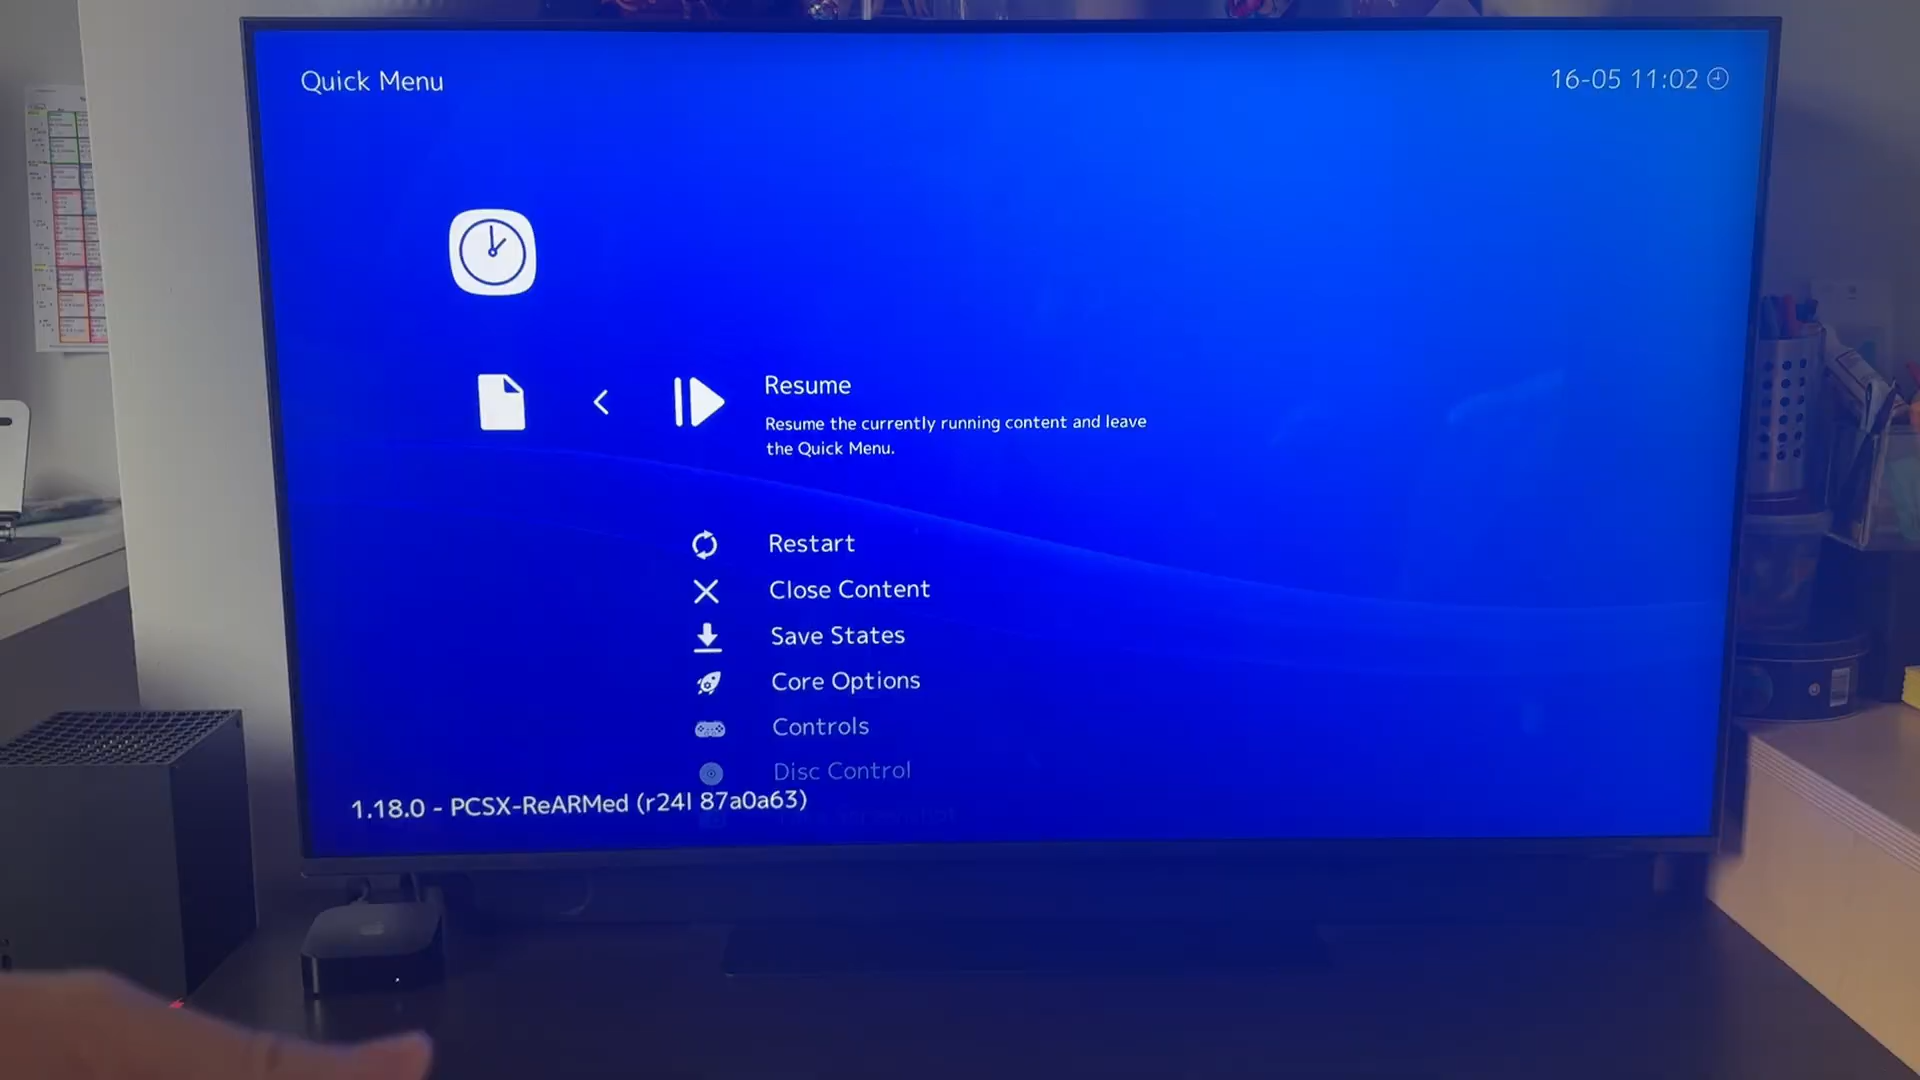 Quick Menu
16-05 11:02
Resume
Resume the currently running content and leave
the Quick Menu.
Restart
Close Content
Save States
Core Options
Controls
Disc Control
1.18.0 - PCSX-ReARMed (r24l 87a0a63)